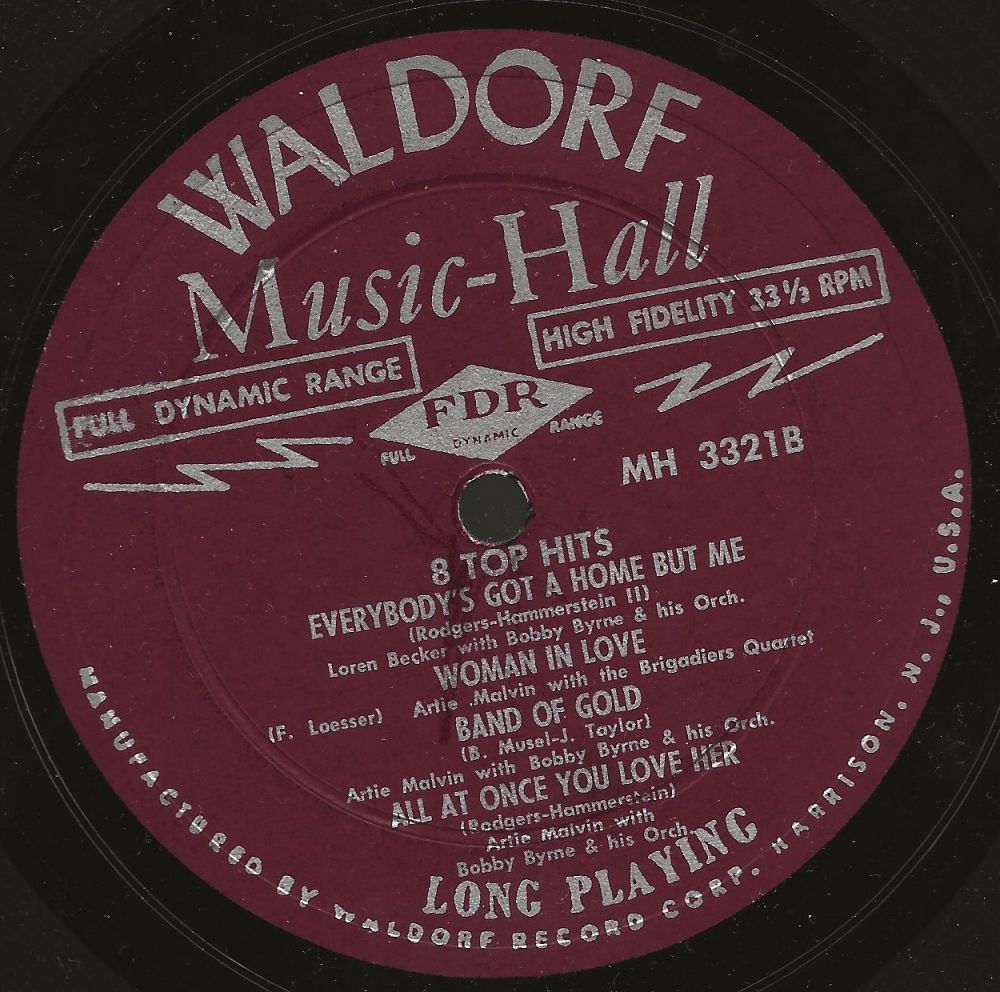 WALDORF
Music-Hall
HIGH FIDELITY 33⅓ RPM
FULL DYNAMIC RANGE
FDR
DYNAMIC
FULL RANGE
MH 3321B
8 TOP HITS
EVERYBODY'S GOT A HOME BUT ME
(Rodgers-Hammerstein II)
Loren Becker with Bobby Byrne & his Orch.
WOMAN IN LOVE
(F. Loesser) Artie Malvin with the Brigadiers Quartet
BAND OF GOLD
(B. Musel-J. Taylor)
Artie Malvin with Bobby Byrne & his Orch.
ALL AT ONCE YOU LOVE HER
(Rodgers-Hammerstein)
Artie Malvin with
Bobby Byrne & his Orch.
LONG PLAYING
MANUFACTURED BY WALDORF RECORD CORP. HARRISON, N. J., U.S.A.